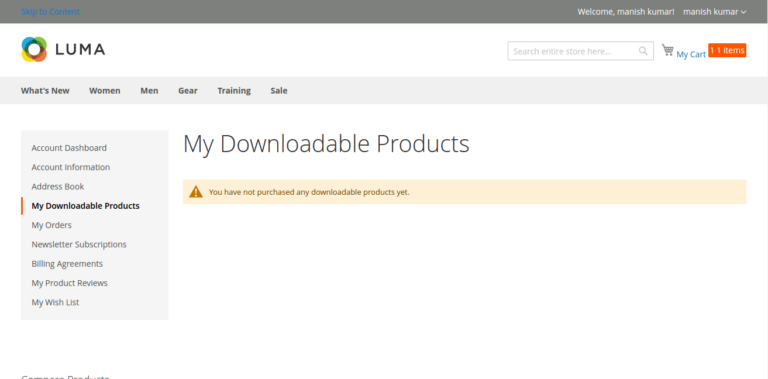 Skip to Content
Welcome, manish kumar! manish kumar
LUMA
Search entire store here...
My Cart 1 1 items
What's New Women Men Gear Training Sale
Account Dashboard
Account Information
Address Book
My Downloadable Products
My Orders
Newsletter Subscriptions
Billing Agreements
My Product Reviews
My Wish List
My Downloadable Products
You have not purchased any downloadable products yet.
Compare Products